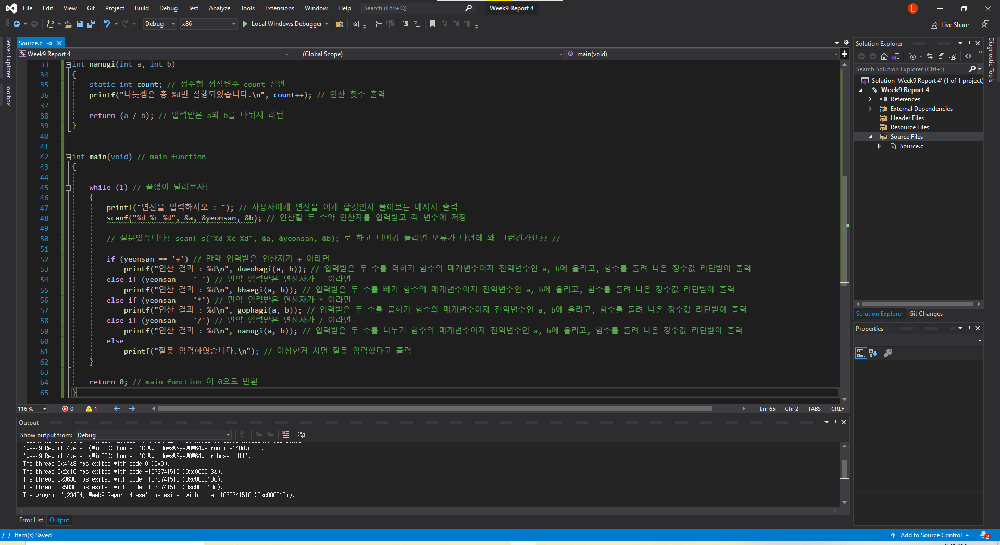 File Edit View Git Project Build Debug Test Analyze Tools Extensions Window Help Search (Ctrl+Q) Week9 Report 4 L
Debug x86 Local Windows Debugger Live Share
Server Explorer
Toolbox
Source.c
Week9 Report 4 (Global Scope) main(void)
33 int nanugi(int a, int b)
34 {
35 static int count; // 정수형 정적변수 count 선언
36 printf("나눗셈은 총 %d번 실행되었습니다.\n", count++); // 연산 횟수 출력
37
38 return (a / b); // 입력받은 a와 b를 나눠서 리턴
39 }
40
41
42 int main(void) // main function
43 {
44
45 while (1) // 끝없이 달려보자!
46 {
47 printf("연산을 입력하시오 : "); // 사용자에게 연산을 어케 할것인지 물어보는 메시지 출력
48 scanf("%d %c %d", &a, &yeonsan, &b); // 연산할 두 수와 연산자를 입력받고 각 변수에 저장
49
50 // 질문있습니다! scanf_s("%d %c %d", &a, &yeonsan, &b); 로 하고 디버깅 돌리면 오류가 나던데 왜 그런건가요?? //
51
52 if (yeonsan == '+') // 만약 입력받은 연산자가 + 이라면
53 printf("연산 결과 : %d\n", dueohagi(a, b)); // 입력받은 두 수를 더하기 함수의 매개변수이자 전역변수인 a, b에 올리고, 함수를 돌려 나온 정수값 리턴받아 출력
54 else if (yeonsan == '-') // 만약 입력받은 연산자가 - 이라면
55 printf("연산 결과 : %d\n", bbaegi(a, b)); // 입력받은 두 수를 빼기 함수의 매개변수이자 전역변수인 a, b에 올리고, 함수를 돌려 나온 정수값 리턴받아 출력
56 else if (yeonsan == '*') // 만약 입력받은 연산자가 * 이라면
57 printf("연산 결과 : %d\n", gophagi(a, b)); // 입력받은 두 수를 곱하기 함수의 매개변수이자 전역변수인 a, b에 올리고, 함수를 돌려 나온 정수값 리턴받아 출력
58 else if (yeonsan == '/') // 만약 입력받은 연산자가 / 이라면
59 printf("연산 결과 : %d\n", nanugi(a, b)); // 입력받은 두 수를 나누기 함수의 매개변수이자 전역변수인 a, b에 올리고, 함수를 돌려 나온 정수값 리턴받아 출력
60 else
61 printf("잘못 입력하였습니다.\n"); // 이상한거 치면 잘못 입력했다고 출력
62 }
63
64 return 0; // main function 이 0으로 반환
65 }
116 % 0 1 Ln: 65 Ch: 2 TABS CRLF
Output
Show output from: Debug
'Week9 Report 4.exe' (Win32): Loaded 'C:₩Windows₩SysWOW64₩vcruntime140d.dll'.
'Week9 Report 4.exe' (Win32): Loaded 'C:₩Windows₩SysWOW64₩ucrtbased.dll'.
The thread 0x4fa8 has exited with code 0 (0x0).
The thread 0x2c10 has exited with code -1073741510 (0xc000013a).
The thread 0x3630 has exited with code -1073741510 (0xc000013a).
The thread 0x5838 has exited with code -1073741510 (0xc000013a).
The program '[23484] Week9 Report 4.exe' has exited with code -1073741510 (0xc000013a).
Error List Output
Solution Explorer
Search Solution Explorer (Ctrl+;)
Solution 'Week9 Report 4' (1 of 1 project)
Week9 Report 4
References
External Dependencies
Header Files
Resource Files
Source Files
Source.c
Solution Explorer Git Changes
Properties
Diagnostic Tools
Item(s) Saved Add to Source Control 2